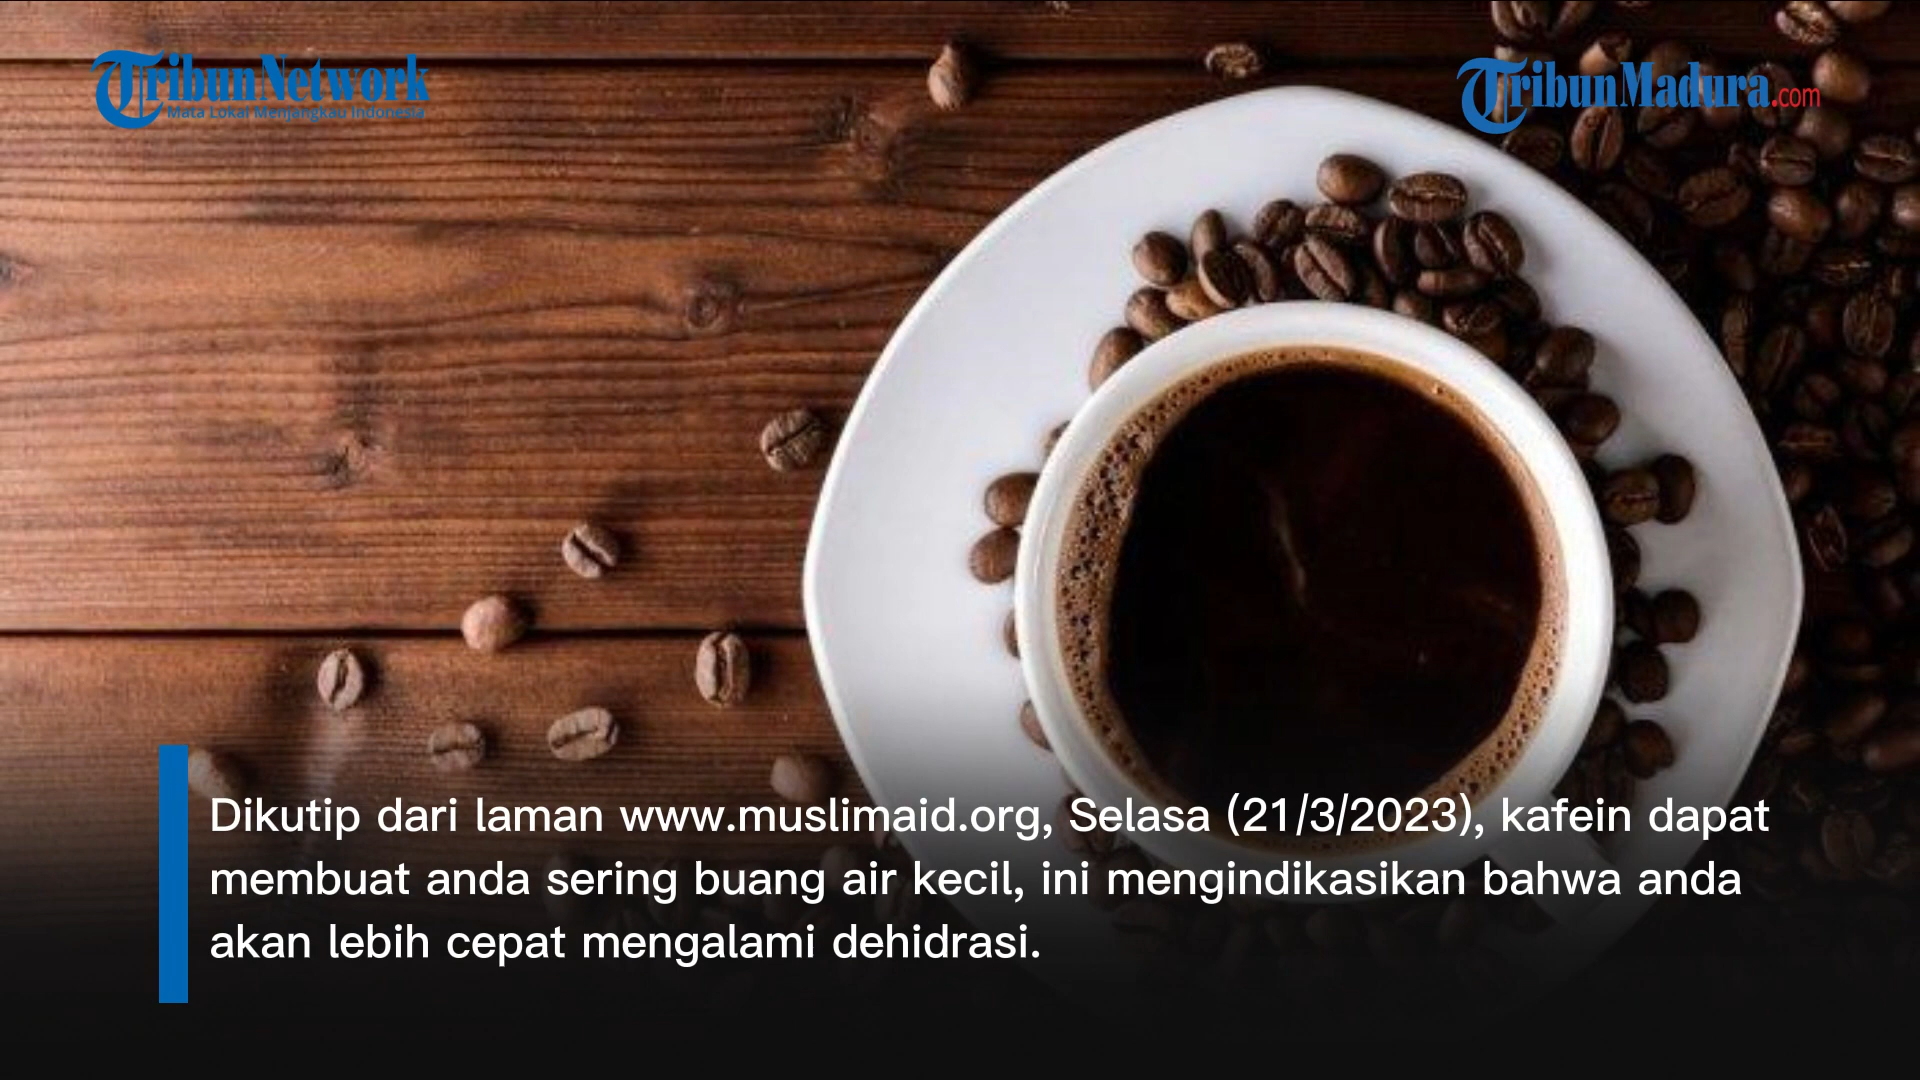 TribunNetwork
Mata Lokal Menjangkau Indonesia
TribunMadura.com
Dikutip dari laman www.muslimaid.org, Selasa (21/3/2023), kafein dapat
membuat anda sering buang air kecil, ini mengindikasikan bahwa anda
akan lebih cepat mengalami dehidrasi.